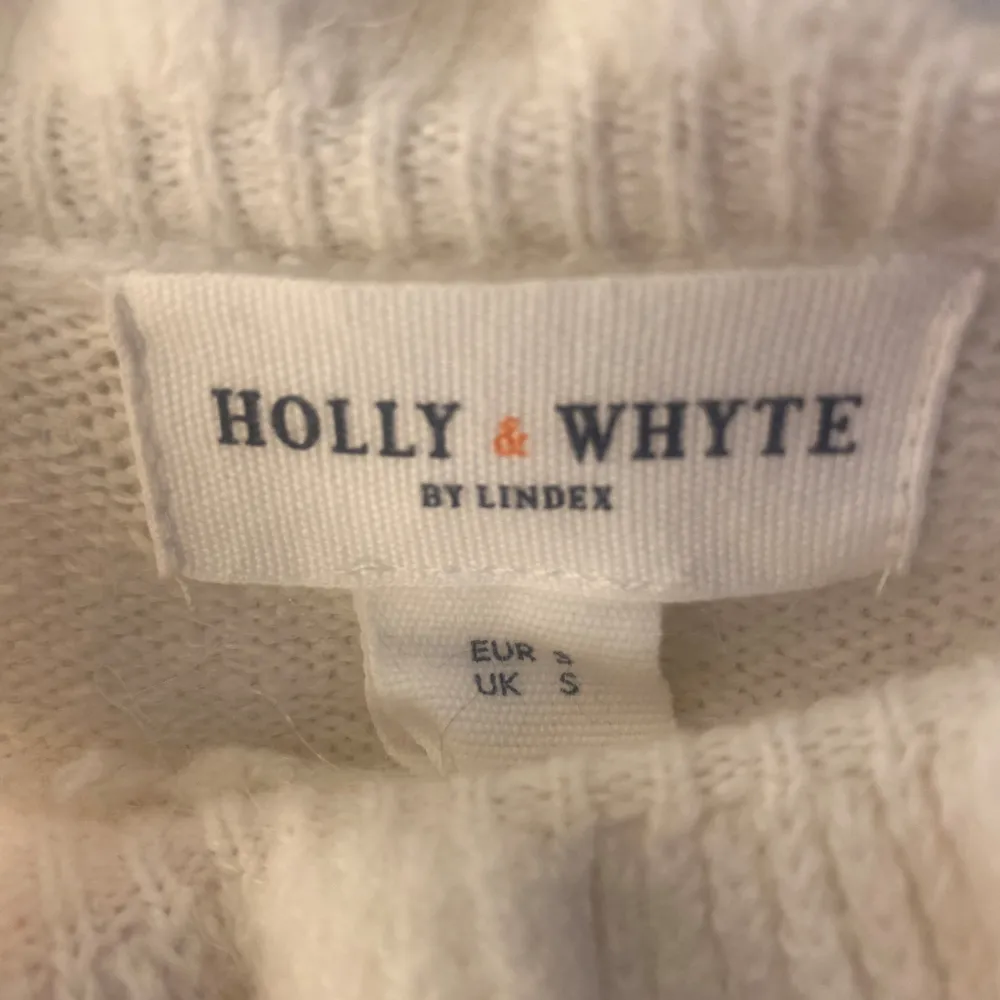 HOLLY & WHYTE
BY LINDEX
EUR S
UK S